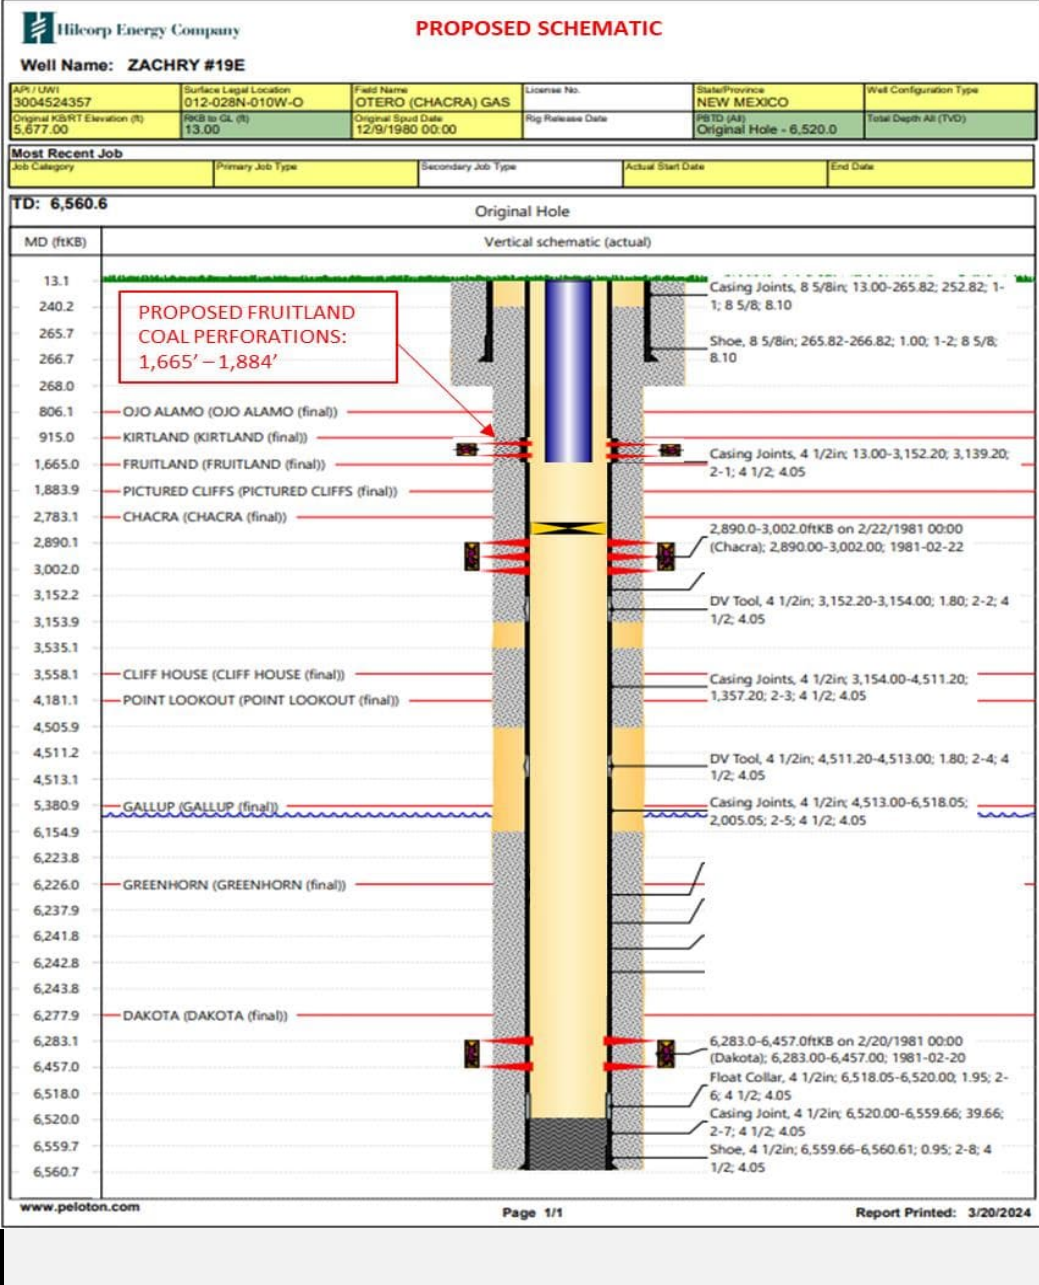 Hilcorp Energy Company
PROPOSED SCHEMATIC
Well Name: ZACHRY #19E
API / UWI
3004524357
Surface Legal Location
012-028N-010W-O
Field Name
OTERO (CHACRA) GAS
License No.
State/Province
NEW MEXICO
Well Configuration Type
Original KB/RT Elevation (ft)
5,677.00
RKB to GL (ft)
13.00
Original Spud Date
12/9/1980 00:00
Rig Release Date
PBTD (All)
Original Hole - 6,520.0
Total Depth All (TVD)
Most Recent Job
Job Category
Primary Job Type
Secondary Job Type
Actual Start Date
End Date
TD: 6,560.6
Original Hole
MD (ftKB)
Vertical schematic (actual)
13.1
240.2
265.7
266.7
268.0
806.1
915.0
1,665.0
1,883.9
2,783.1
2,890.1
3,002.0
3,152.2
3,153.9
3,535.1
3,558.1
4,181.1
4,505.9
4,511.2
4,513.1
5,380.9
6,154.9
6,223.8
6,226.0
6,237.9
6,241.8
6,242.8
6,243.8
6,277.9
6,283.1
6,457.0
6,518.0
6,520.0
6,559.7
6,560.7
PROPOSED FRUITLAND
COAL PERFORATIONS:
1,665’ – 1,884’
OJO ALAMO (OJO ALAMO (final))
KIRTLAND (KIRTLAND (final))
FRUITLAND (FRUITLAND (final))
PICTURED CLIFFS (PICTURED CLIFFS (final))
CHACRA (CHACRA (final))
CLIFF HOUSE (CLIFF HOUSE (final))
POINT LOOKOUT (POINT LOOKOUT (final))
GALLUP (GALLUP (final))
GREENHORN (GREENHORN (final))
DAKOTA (DAKOTA (final))
Casing Joints, 8 5/8in; 13.00-265.82; 252.82; 1-
1; 8 5/8; 8.10
Shoe, 8 5/8in; 265.82-266.82; 1.00; 1-2; 8 5/8;
8.10
Casing Joints, 4 1/2in; 13.00-3,152.20; 3,139.20;
2-1; 4 1/2; 4.05
2,890.0-3,002.0ftKB on 2/22/1981 00:00
(Chacra); 2,890.00-3,002.00; 1981-02-22
DV Tool, 4 1/2in; 3,152.20-3,154.00; 1.80; 2-2; 4
1/2; 4.05
Casing Joints, 4 1/2in; 3,154.00-4,511.20;
1,357.20; 2-3; 4 1/2; 4.05
DV Tool, 4 1/2in; 4,511.20-4,513.00; 1.80; 2-4; 4
1/2; 4.05
Casing Joints, 4 1/2in; 4,513.00-6,518.05;
2,005.05; 2-5; 4 1/2; 4.05
6,283.0-6,457.0ftKB on 2/20/1981 00:00
(Dakota); 6,283.00-6,457.00; 1981-02-20
Float Collar, 4 1/2in; 6,518.05-6,520.00; 1.95; 2-
6; 4 1/2; 4.05
Casing Joint, 4 1/2in; 6,520.00-6,559.66; 39.66;
2-7; 4 1/2; 4.05
Shoe, 4 1/2in; 6,559.66-6,560.61; 0.95; 2-8; 4
1/2; 4.05
www.peloton.com
Page 1/1
Report Printed: 3/20/2024